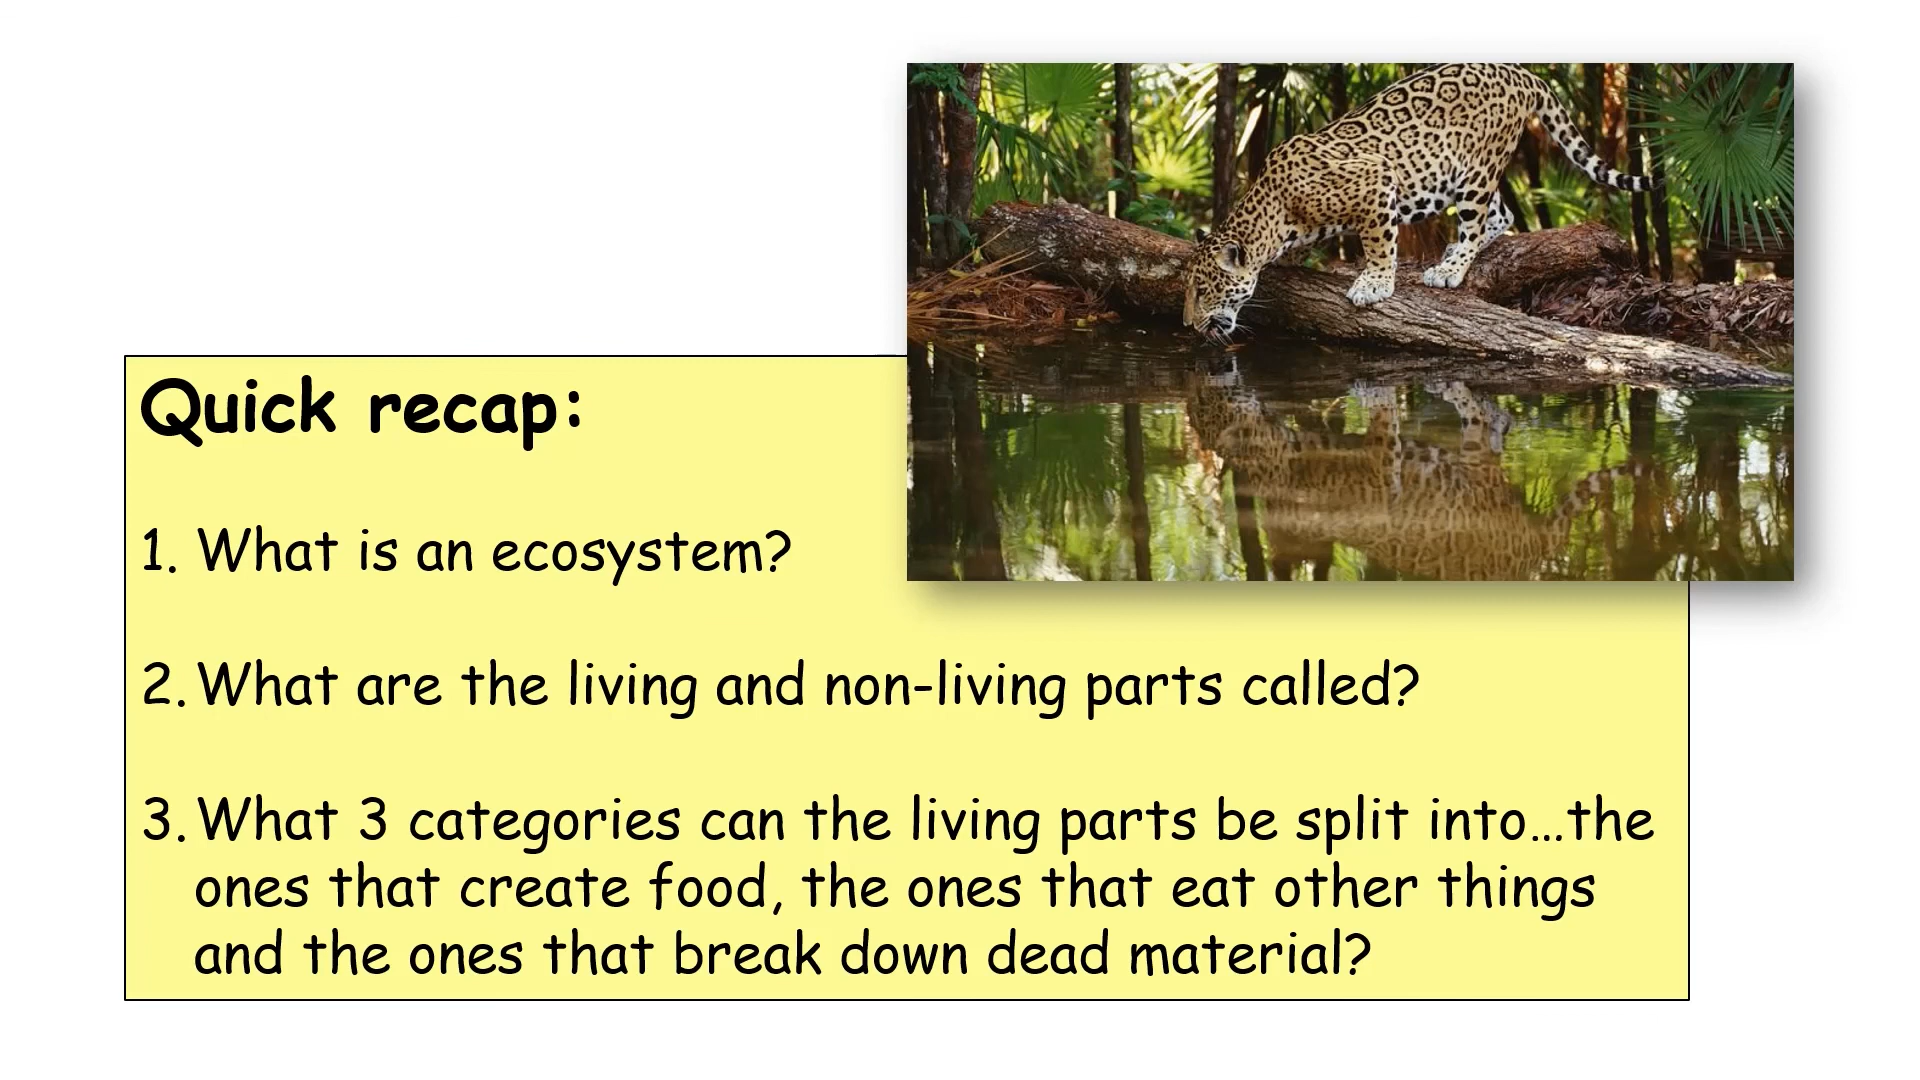 Quick recap:
1. What is an ecosystem?
2. What are the living and non-living parts called?
3. What 3 categories can the living parts be split into…the
ones that create food, the ones that eat other things
and the ones that break down dead material?